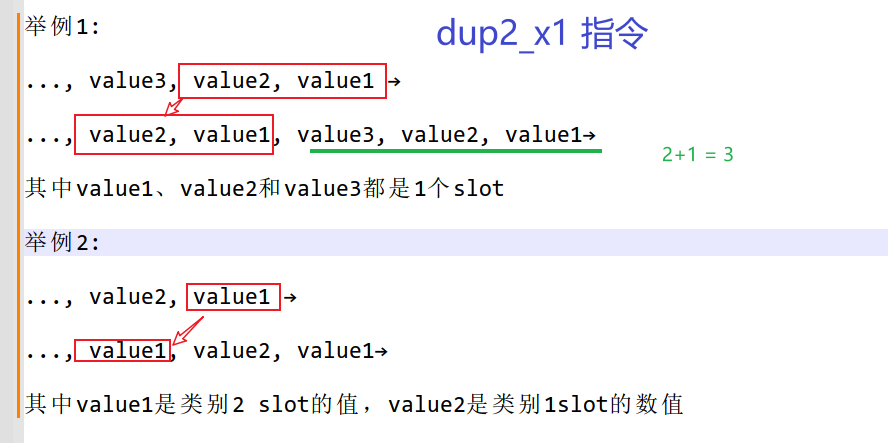 举例1:
dup2_x1 指令
..., value3, value2, value1→
..., value2, value1, value3, value2, value1→
2+1 = 3
其中value1、value2和value3都是1个slot
举例2:
..., value2, value1→
..., value1, value2, value1→
其中value1是类别2 slot的值，value2是类别1slot的数值